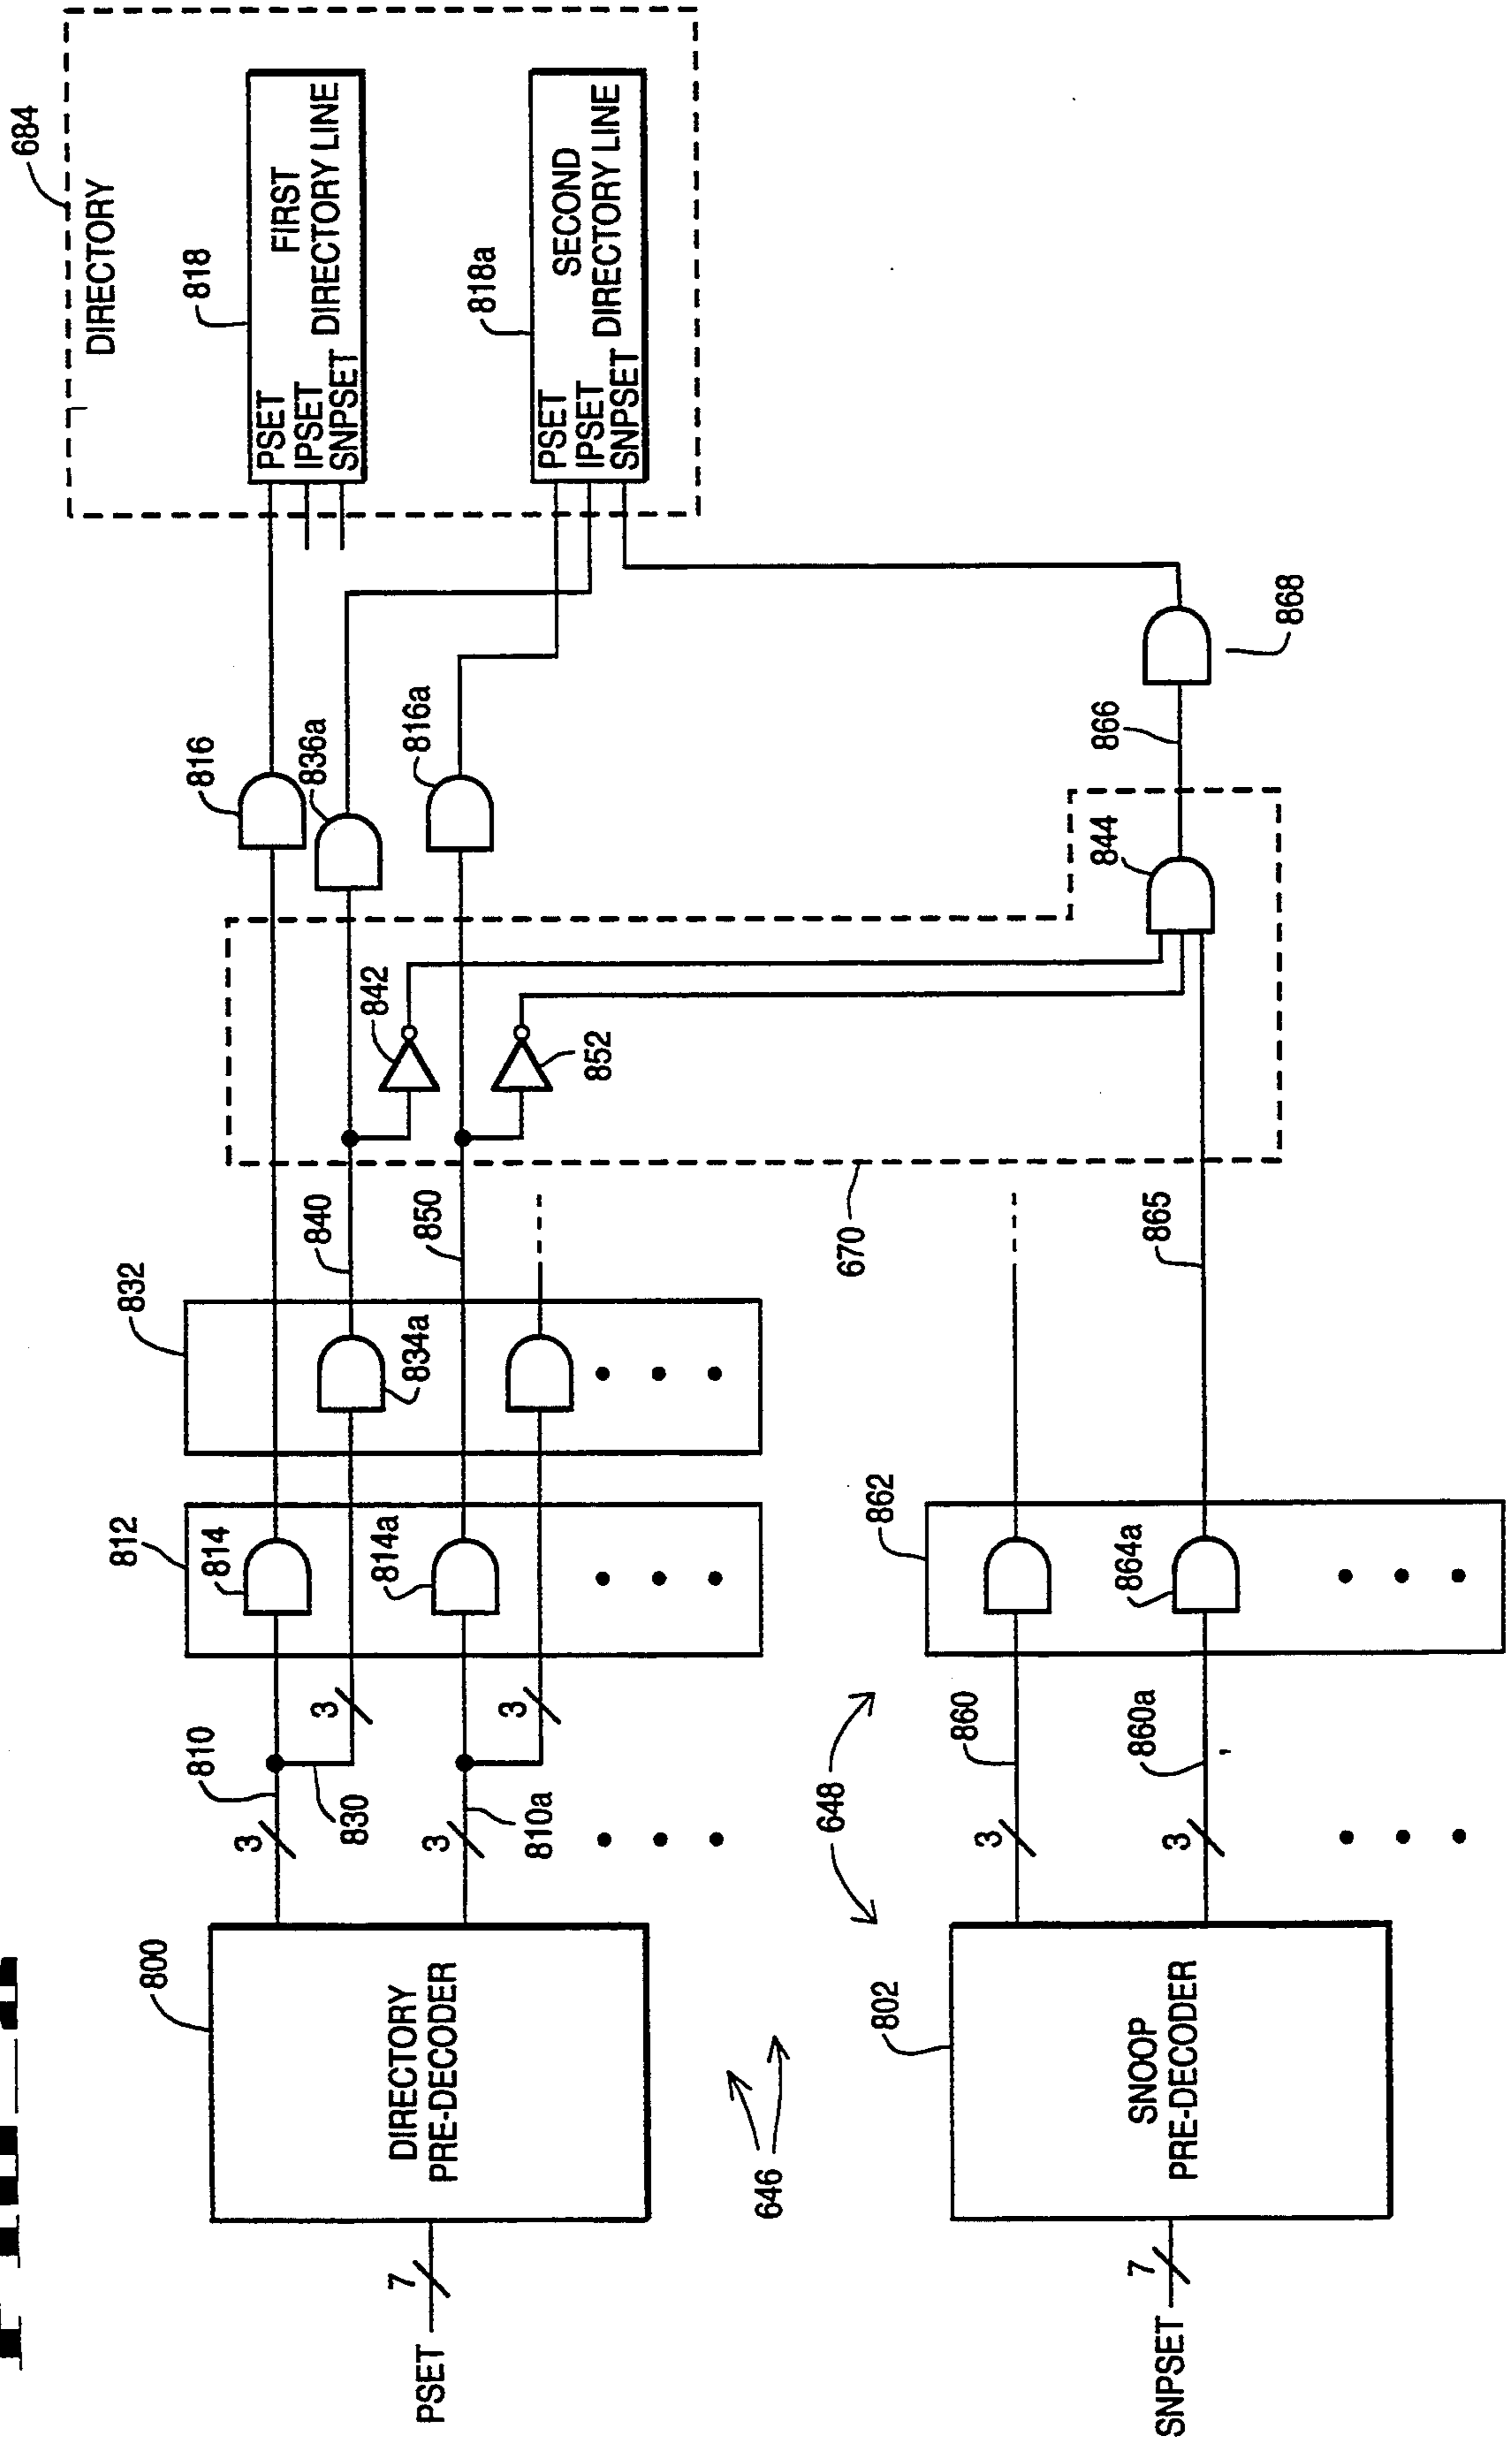 684
DIRECTORY
818
FIRST
DIRECTORY LINE
PSET
IPSET
SNPSET
818a
SECOND
DIRECTORY LINE
PSET
IPSET
SNPSET
816
836a
816a
866
868
844
842
852
670
832
840
850
834a
865
812
814
814a
862
864a
810
830
3
3
3
3
810a
860
860a
648
3
3
800
DIRECTORY
PRE-DECODER
646
802
SNOOP
PRE-DECODER
7
PSET
7
SNPSET